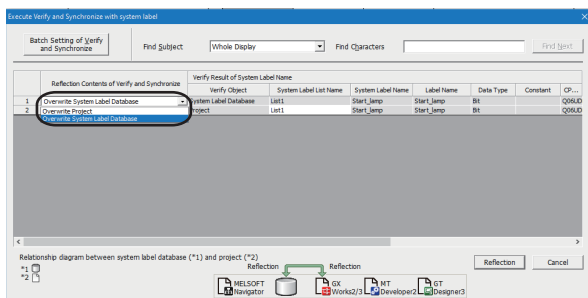 Execute Verify and Synchronize with system label
Batch Setting of Verify and Synchronize
Find Subject
Whole Display
Find Characters
Find Next
Reflection Contents of Verify and Synchronize
Verify Result of System Label Name
Verify Object
System Label List Name
System Label Name
Label Name
Data Type
Constant
CP...
1 Overwrite System Label Database System Label Database List1 Start_lamp Start_lamp Bit Q06UD
2 Overwrite Project Project List1 Start_lamp Start_lamp Bit Q06UD
Overwrite System Label Database
Relationship diagram between system label database (*1) and project (*2)
*1
*2
Reflection
Reflection
MELSOFT Navigator
GX Works2/3
MT Developer2
GT Designer3
Reflection
Cancel